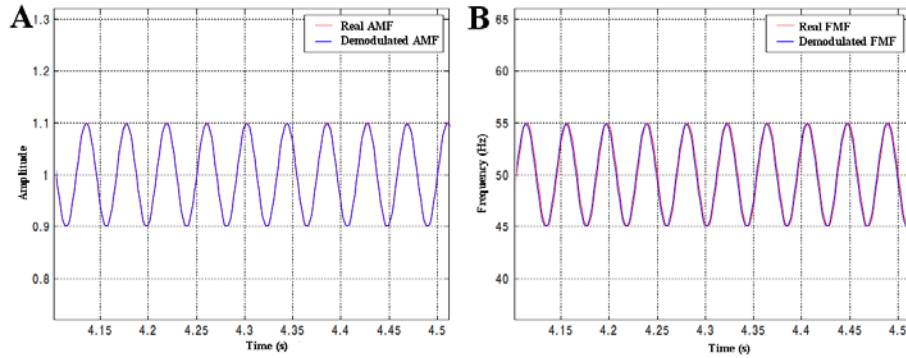 A
1.3
1.2
1.1
1
0.9
0.8
Amplitude
Real AMF
Demodulated AMF
4.15 4.2 4.25 4.3 4.35 4.4 4.45 4.5
Time (s)
B
65
60
55
50
45
40
Frequency (Hz)
Real FMF
Demodulated FMF
4.15 4.2 4.25 4.3 4.35 4.4 4.45 4.5
Time (s)